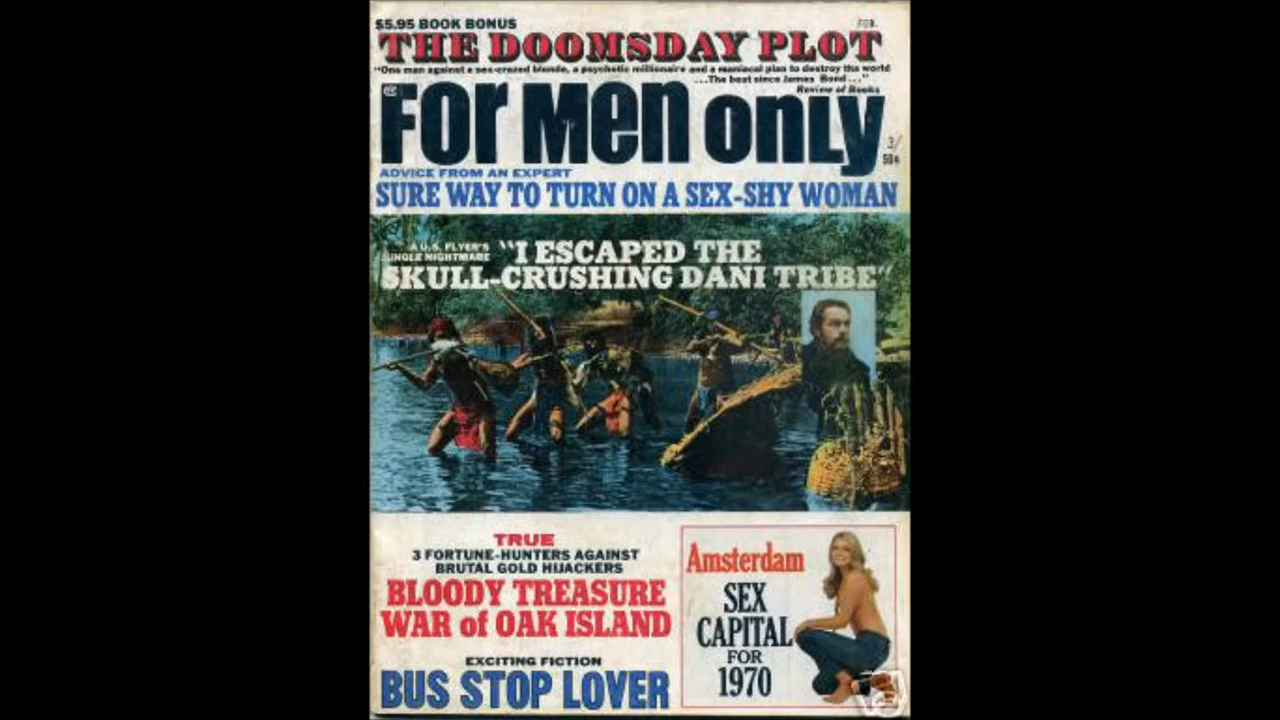 $5.95 BOOK BONUS
FEB.
THE DOOMSDAY PLOT
"One man against a sex-crazed blonde, a psychotic millionaire and a maniacal plan to destroy the world
...The best since James Bond..."
Review of Books
FOR MEN ONLY
3/
50¢
ADVICE FROM AN EXPERT
SURE WAY TO TURN ON A SEX-SHY WOMAN
A U.S. FLYER'S
JUNGLE NIGHTMARE
"I ESCAPED THE
SKULL-CRUSHING DANI TRIBE"
TRUE
3 FORTUNE-HUNTERS AGAINST
BRUTAL GOLD HIJACKERS
BLOODY TREASURE
WAR of OAK ISLAND
EXCITING FICTION
BUS STOP LOVER
Amsterdam
SEX
CAPITAL
FOR
1970